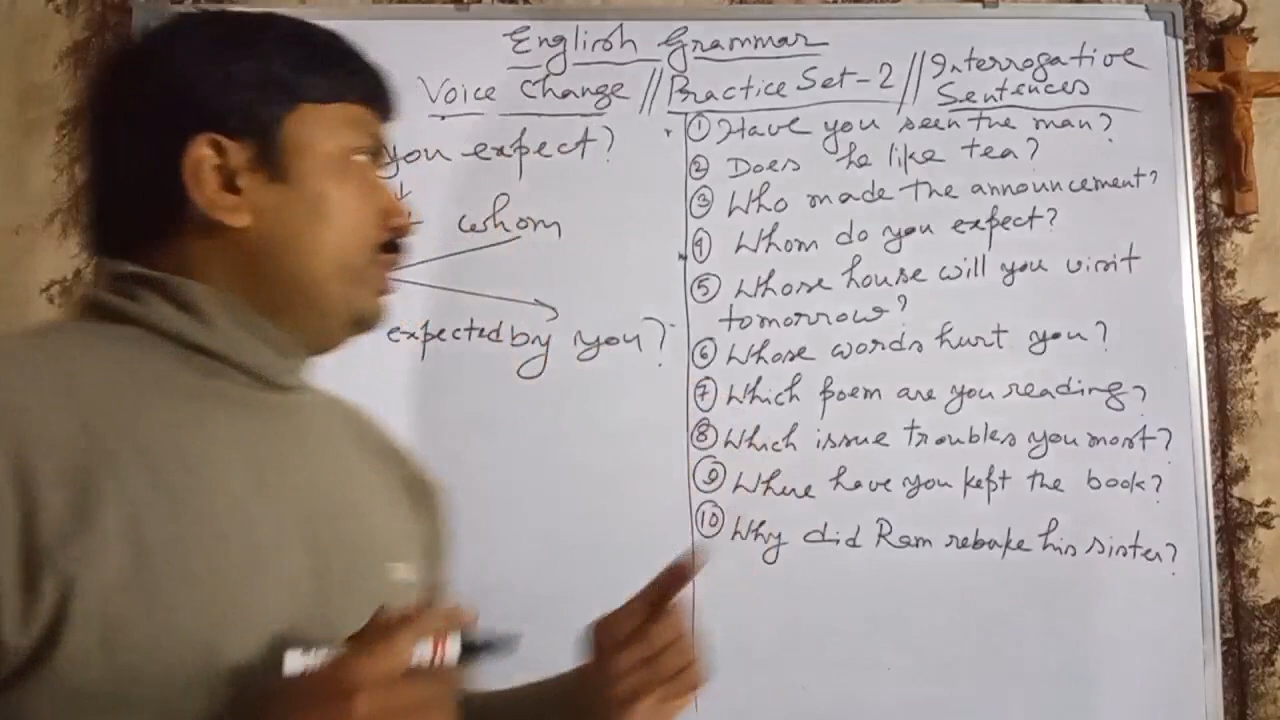 English Grammar
Voice Change // Practice Set-2 // Interrogative Sentences
you expect?
whom
expected by you?
① Have you seen the man?
② Does he like tea?
③ Who made the announcement?
④ Whom do you expect?
⑤ Whose house will you visit
tomorrow?
⑥ Whose words hurt you?
⑦ Which poem are you reading?
⑧ Which issue troubles you most?
⑨ Where have you kept the book?
⑩ Why did Ram rebuke his sister?